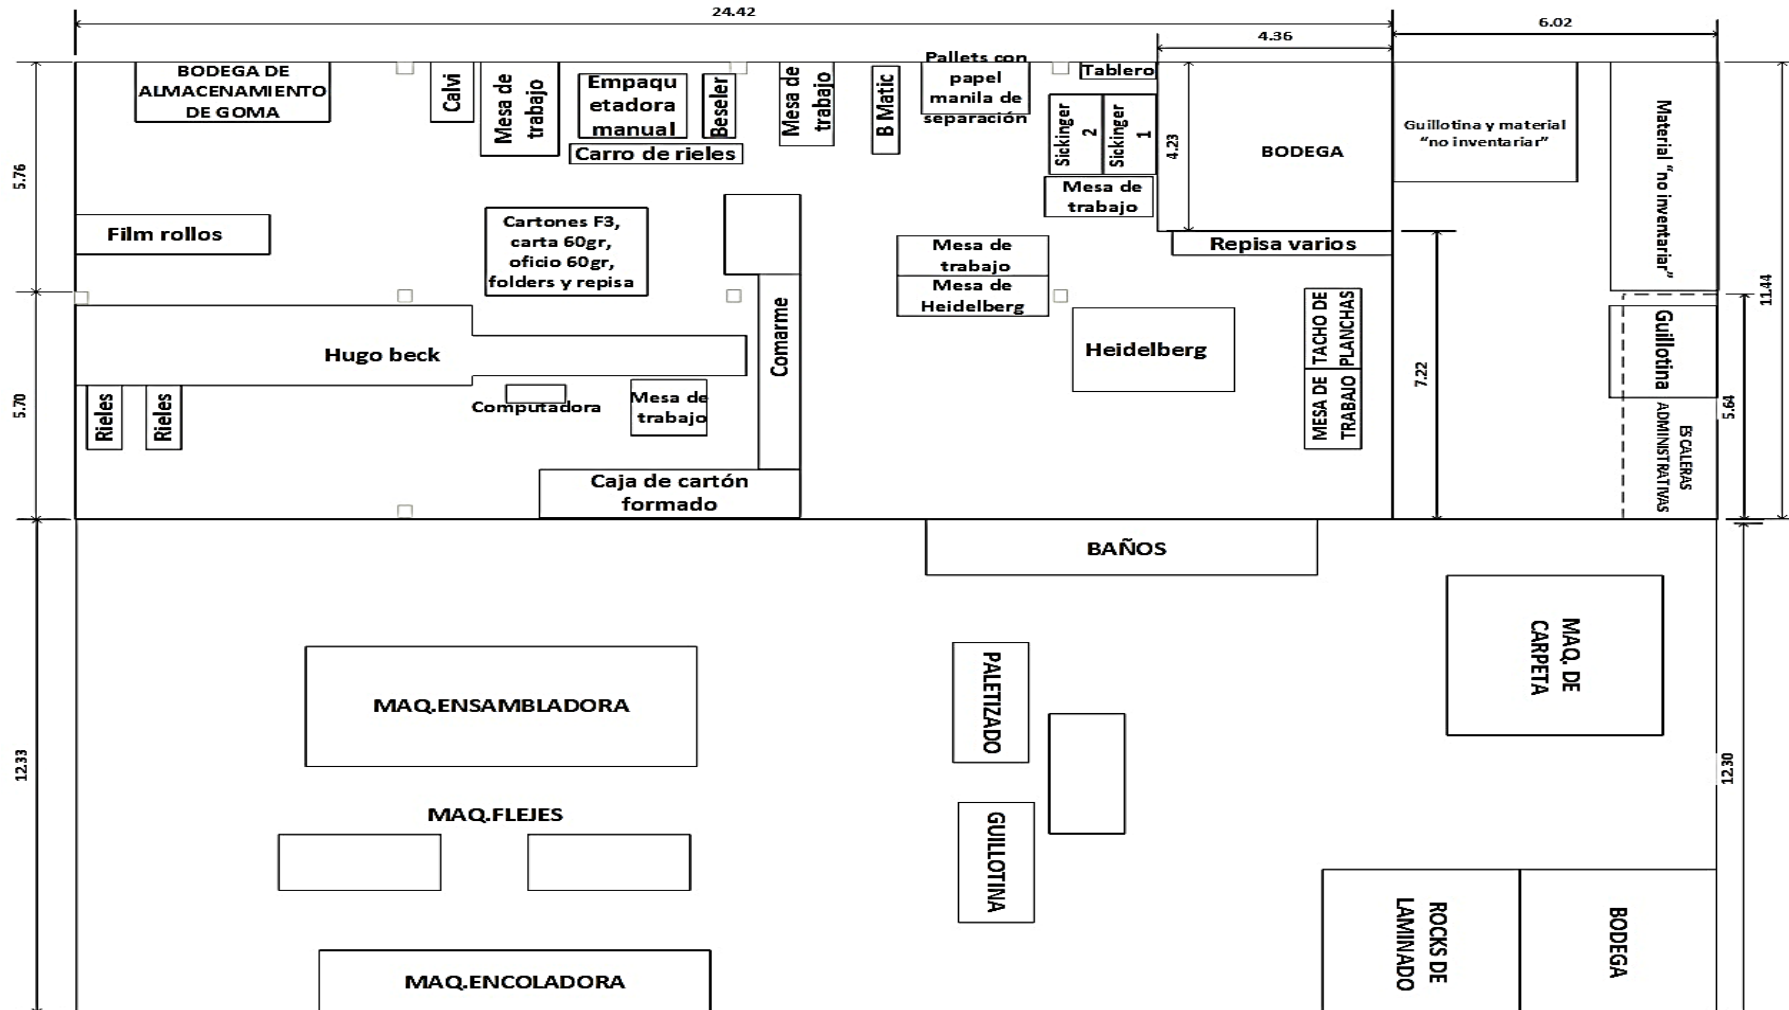 24.42
6.02
4.36
BODEGA DE
ALMACENAMIENTO
DE GOMA
Calvi
Mesa de
trabajo
Empaqu
etadora
manual
Beseler
Carro de rieles
Mesa de
trabajo
B Matic
Pallets con
papel
manila de
separación
Tablero
Sickinger
2
Sickinger
1
Mesa de
trabajo
4.23
BODEGA
Guillotina y material
“no inventariar”
Material “no inventariar”
5.76
Film rollos
Cartones F3,
carta 60gr,
oficio 60gr,
folders y repisa
Mesa de
trabajo
Mesa de
Heidelberg
Repisa varios
11.44
Hugo beck
Comarme
Heidelberg
TACHO DE
PLANCHAS
MESA DE
TRABAJO
7.22
Guillotina
5.64
ESCALERAS
ADMINISTRATIVAS
5.70
Rieles
Rieles
Computadora
Mesa de
trabajo
Caja de cartón
formado
BAÑOS
MAQ. DE
CARPETA
PALETIZADO
MAQ.ENSAMBLADORA
12.33
12.30
MAQ.FLEJES
GUILLOTINA
ROCKS DE
LAMINADO
BODEGA
MAQ.ENCOLADORA